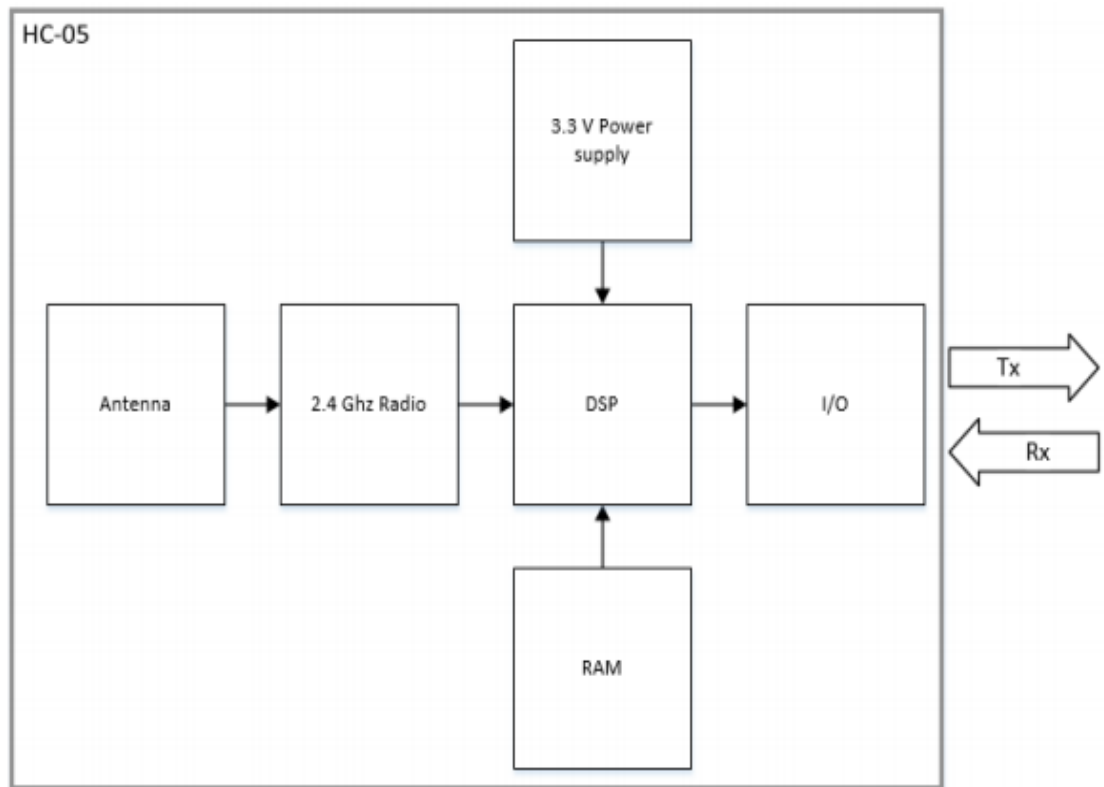 HC-05
3.3 V Power
supply
Antenna
2.4 Ghz Radio
DSP
I/O
Tx
Rx
RAM